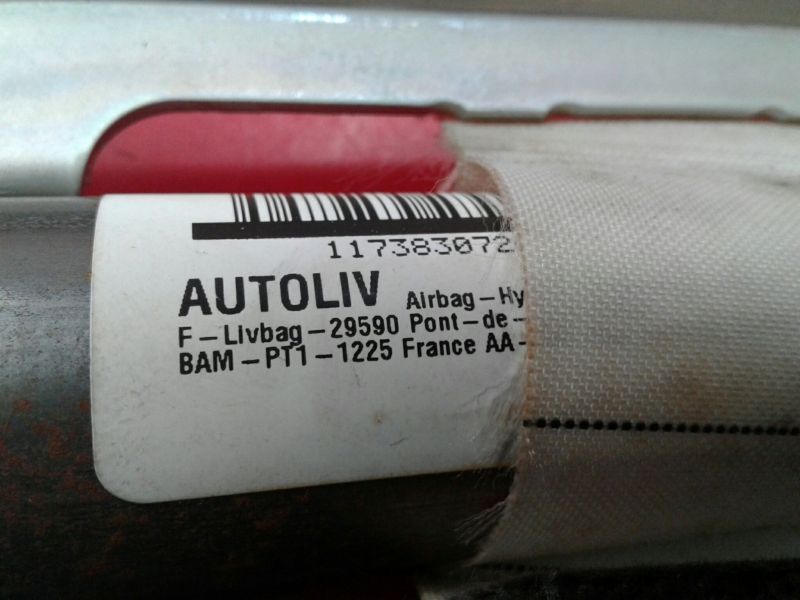 117383072
AUTOLIV Airbag-Hy
F-Livbag-29590 Pont-de-
BAM-PT1-1225 France AA-